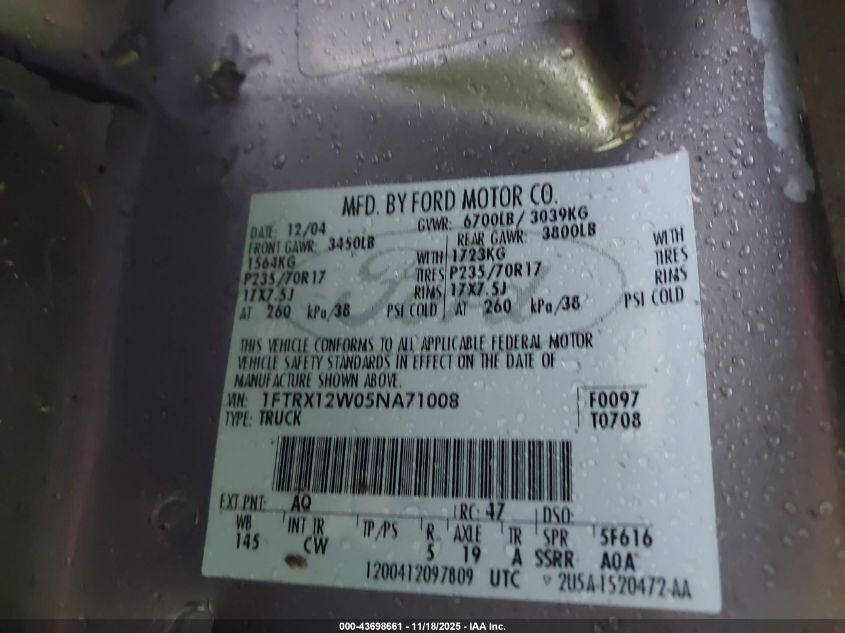 MFD. BY FORD MOTOR CO.
DATE: 12/04 GVWR: 6700LB/ 3039KG
FRONT GAWR: 3450LB REAR GAWR: 3800LB
1564KG WITH 1723KG WITH
P235/70R17 TIRES P235/70R17 TIRES
17X7.5J RIMS 17X7.5J RIMS
AT 260 kPa/38 PSI COLD AT 260 kPa/38 PSI COLD
Ford
THIS VEHICLE CONFORMS TO ALL APPLICABLE FEDERAL MOTOR
VEHICLE SAFETY STANDARDS IN EFFECT ON THE DATE OF
MANUFACTURE SHOWN ABOVE.
VIN: 1FTRX12W05NA71008 F0097
TYPE: TRUCK T0708
EXT PNT: AQ RC: 47 DSO:
WB INT TR TP/PS R AXLE TR SPR 5F616
145 CW 5 19 A SSRR A0A
1200412097809 UTC ▽ 2U5A-1520472-AA
000-43698661 - 11/18/2025 - IAA Inc.